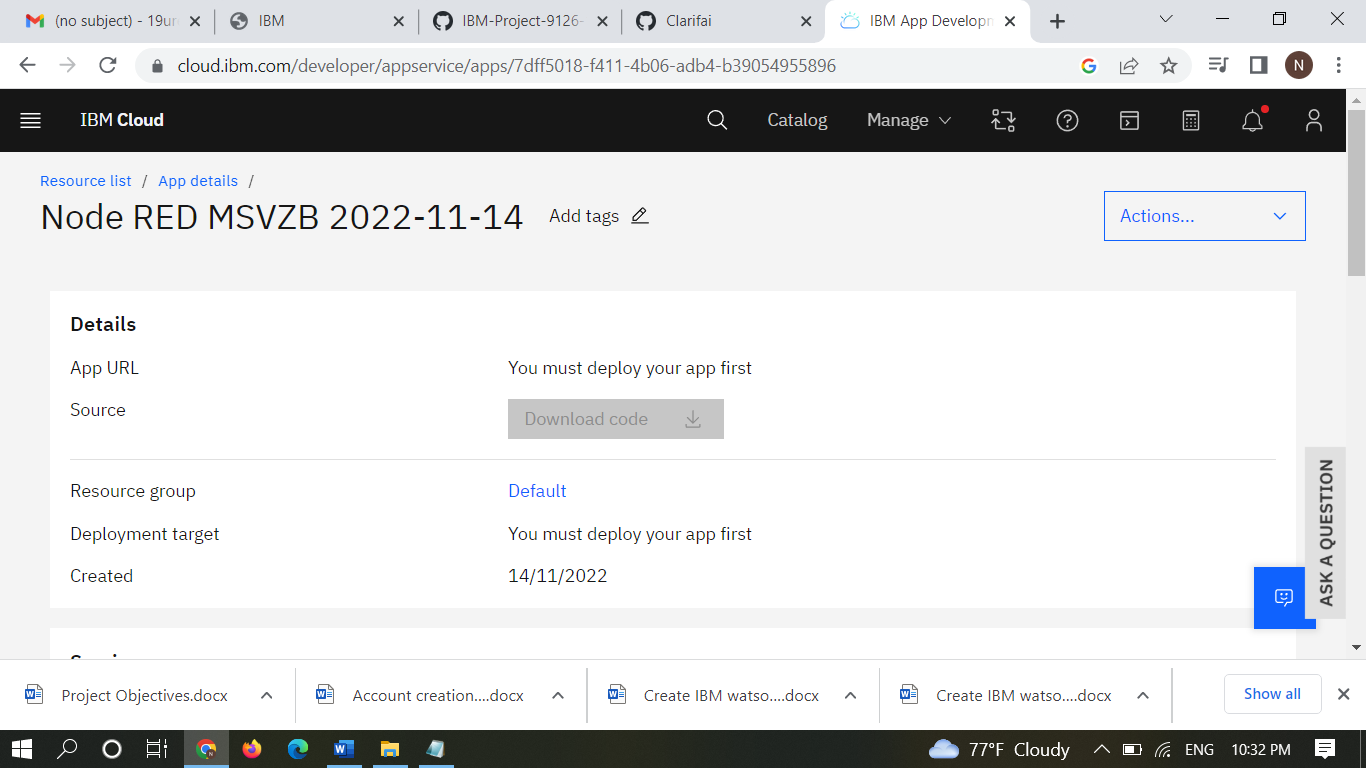 (no subject) - 19ur
IBM
IBM-Project-9126-
Clarifai
IBM App Developm
cloud.ibm.com/developer/appservice/apps/7dff5018-f411-4b06-adb4-b39054955896
N
IBM Cloud
Catalog
Manage
Resource list / App details /
Node RED MSVZB 2022-11-14
Add tags
Actions...
Details
App URL
You must deploy your app first
Source
Download code
Resource group
Default
Deployment target
You must deploy your app first
Created
14/11/2022
ASK A QUESTION
Project Objectives.docx
Account creation....docx
Create IBM watso....docx
Create IBM watso....docx
Show all
77°F Cloudy
ENG
10:32 PM